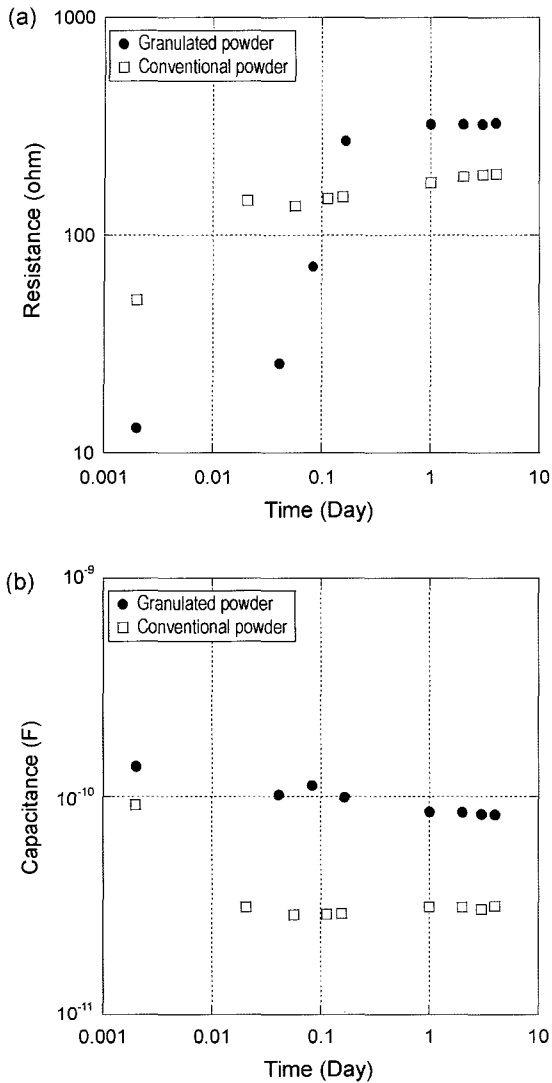 (a)
1000
Granulated powder
Conventional powder
100
10
Resistance (ohm)
0.001 0.01 0.1 1 10
Time (Day)
(b)
10⁻⁹
Granulated powder
Conventional powder
10⁻¹⁰
10⁻¹¹
Capacitance (F)
0.001 0.01 0.1 1 10
Time (Day)